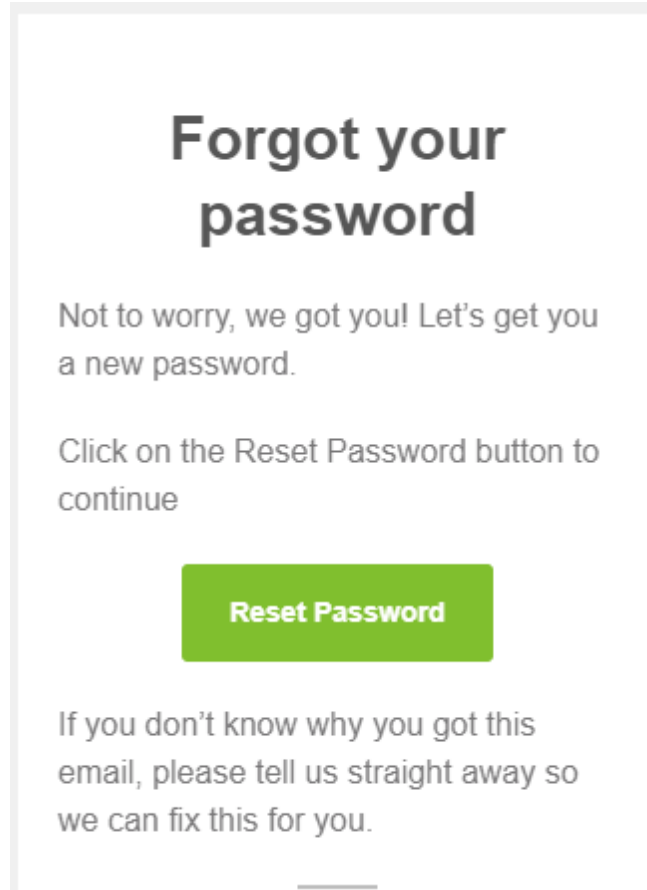 Forgot your
password
Not to worry, we got you! Let’s get you
a new password.
Click on the Reset Password button to
continue
Reset Password
If you don’t know why you got this
email, please tell us straight away so
we can fix this for you.